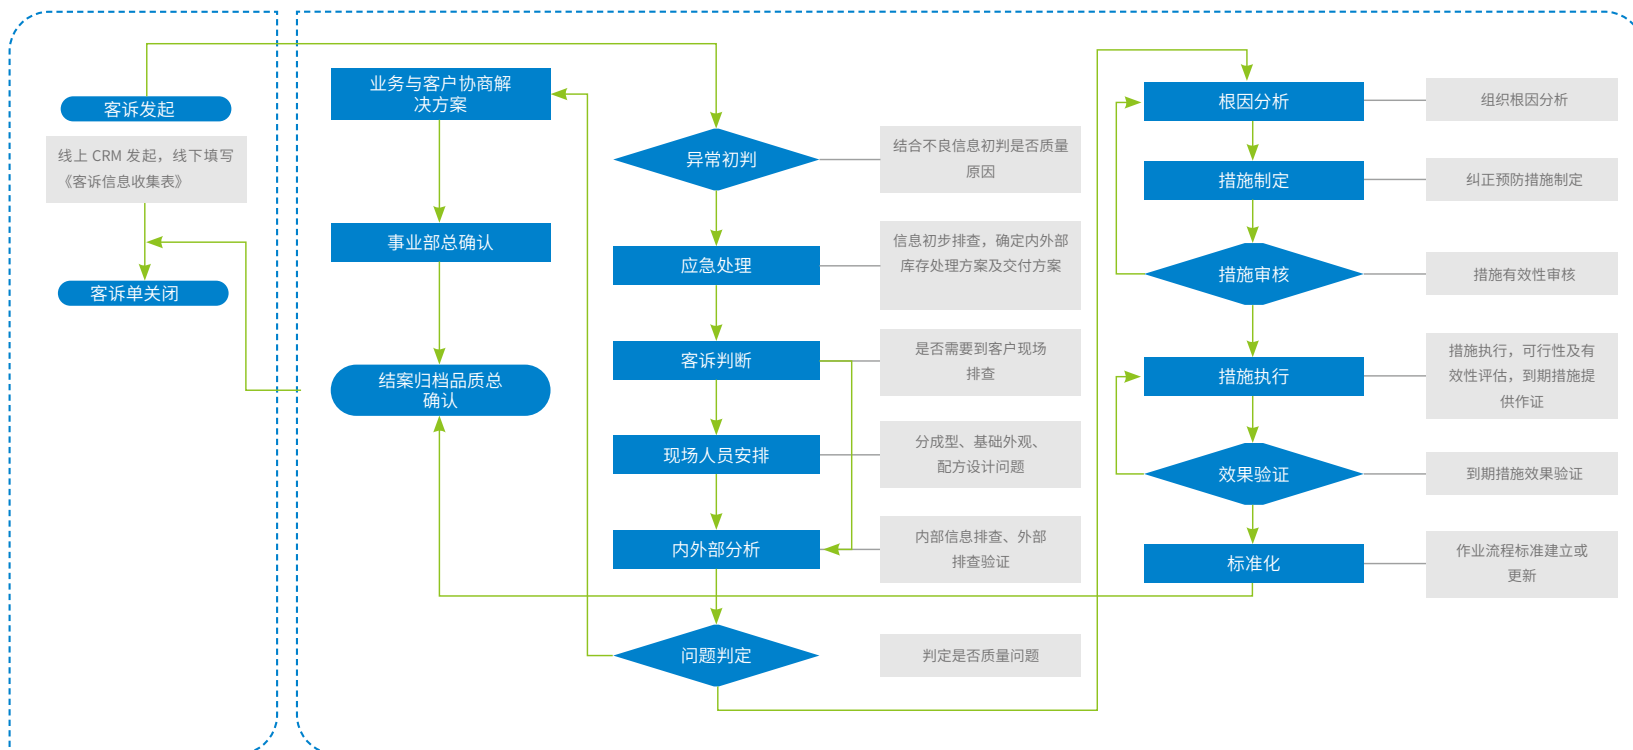 客诉发起
线上 CRM 发起，线下填写
《客诉信息收集表》
客诉单关闭
业务与客户协商解
决方案
事业部总确认
结案归档品质总
确认
异常初判
结合不良信息初判是否质量
原因
应急处理
信息初步排查，确定内外部
库存处理方案及交付方案
客诉判断
是否需要到客户现场
排查
现场人员安排
分成型、基础外观、
配方设计问题
内外部分析
内部信息排查、外部
排查验证
问题判定
判定是否质量问题
根因分析
组织根因分析
措施制定
纠正预防措施制定
措施审核
措施有效性审核
措施执行
措施执行，可行性及有
效性评估，到期措施提
供作证
效果验证
到期措施效果验证
标准化
作业流程标准建立或
更新